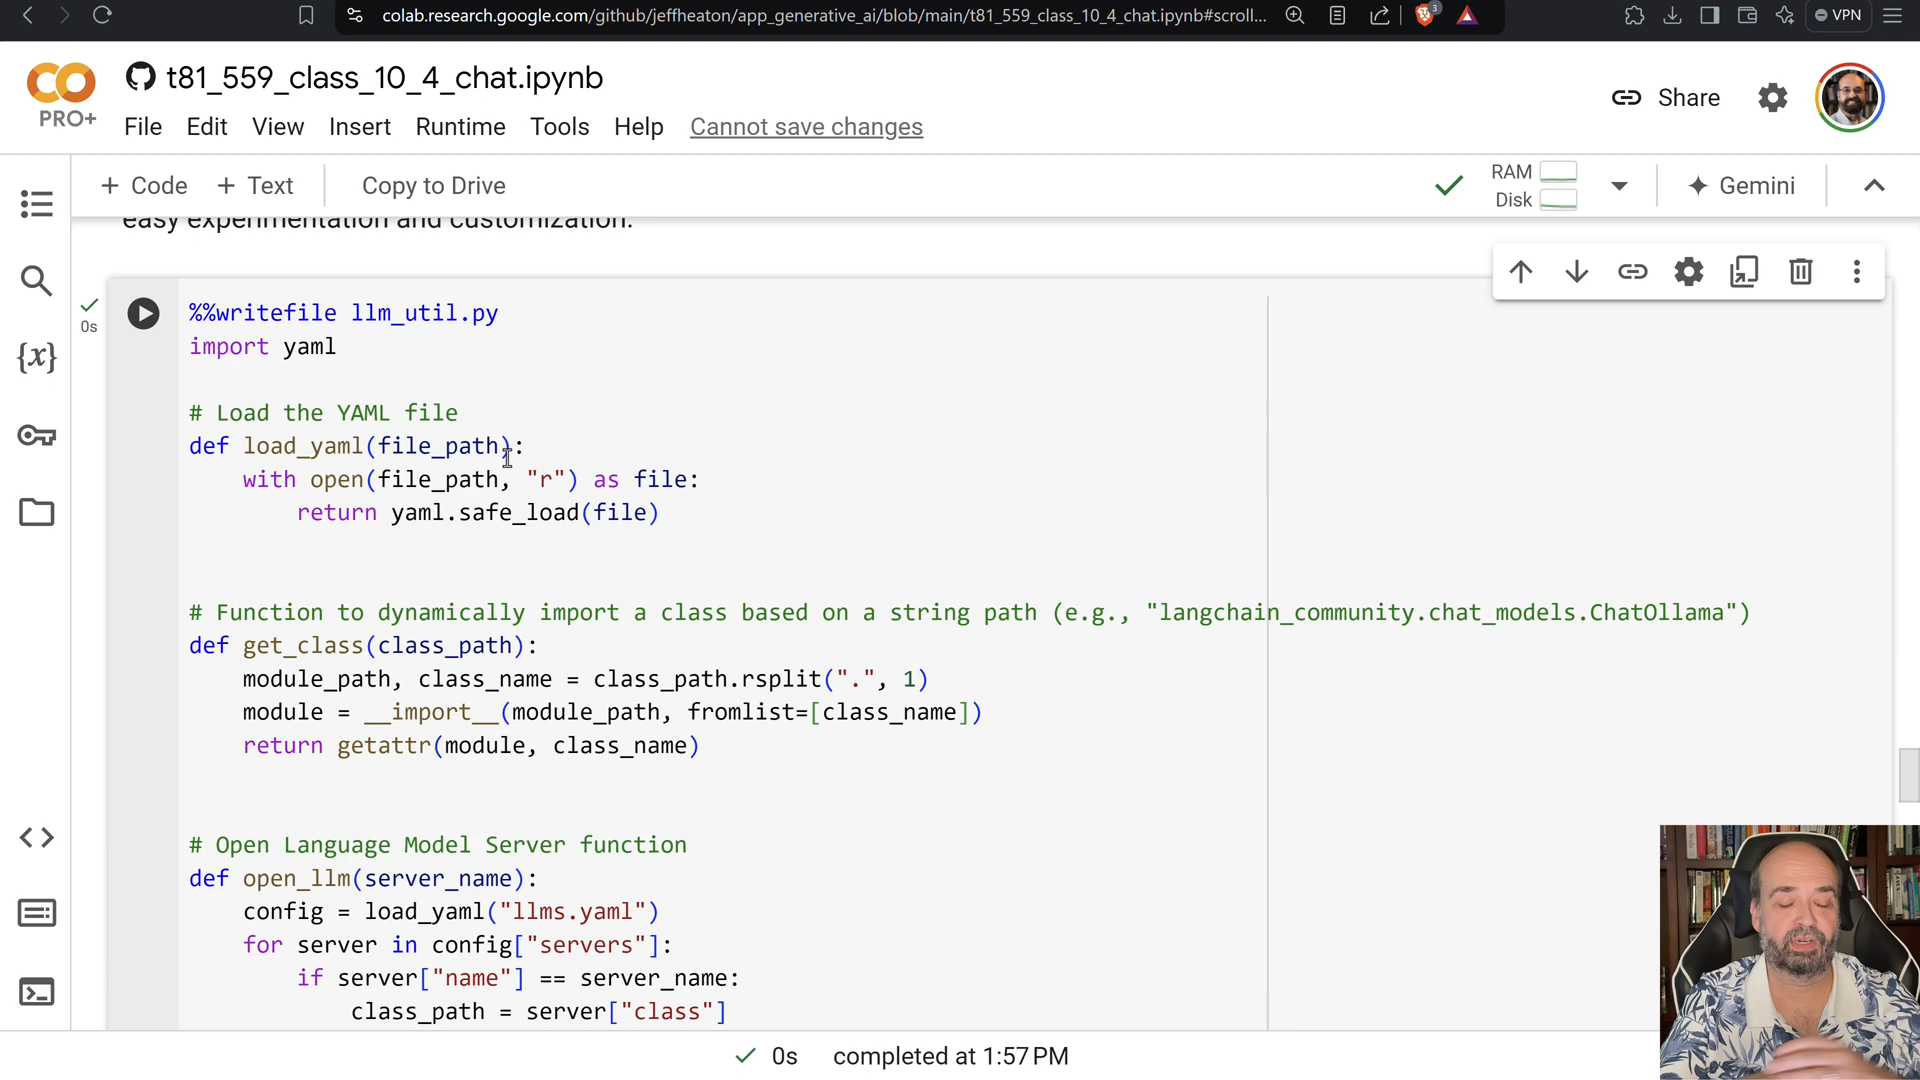 colab.research.google.com/github/jeffheaton/app_generative_ai/blob/main/t81_559_class_10_4_chat.ipynb#scroll...
3
VPN
CO
PRO+
t81_559_class_10_4_chat.ipynb
Share
File Edit View Insert Runtime Tools Help Cannot save changes
+ Code + Text Copy to Drive
RAM
Disk
Gemini
easy experimentation and customization.
0s
%%writefile llm_util.py
import yaml
# Load the YAML file
def load_yaml(file_path):
with open(file_path, "r") as file:
return yaml.safe_load(file)
# Function to dynamically import a class based on a string path (e.g., "langchain_community.chat_models.ChatOllama")
def get_class(class_path):
module_path, class_name = class_path.rsplit(".", 1)
module = __import__(module_path, fromlist=[class_name])
return getattr(module, class_name)
# Open Language Model Server function
def open_llm(server_name):
config = load_yaml("llms.yaml")
for server in config["servers"]:
if server["name"] == server_name:
class_path = server["class"]
0s completed at 1:57 PM